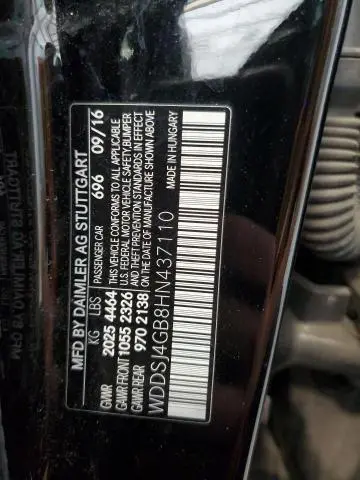 MFD BY DAIMLER AG STUTTGART
KG LBS PASSENGER CAR 696 09/16
GVWR 2025 4464 THIS VEHICLE CONFORMS TO ALL APPLICABLE
GAWR FRONT 1055 2326 U.S. FEDERAL MOTOR VEHICLE SAFETY, BUMPER
GAWR REAR 970 2138 AND THEFT PREVENTION STANDARDS IN EFFECT
ON THE DATE OF MANUFACTURE SHOWN ABOVE
WDDSJ4GB8HN437110 MADE IN HUNGARY